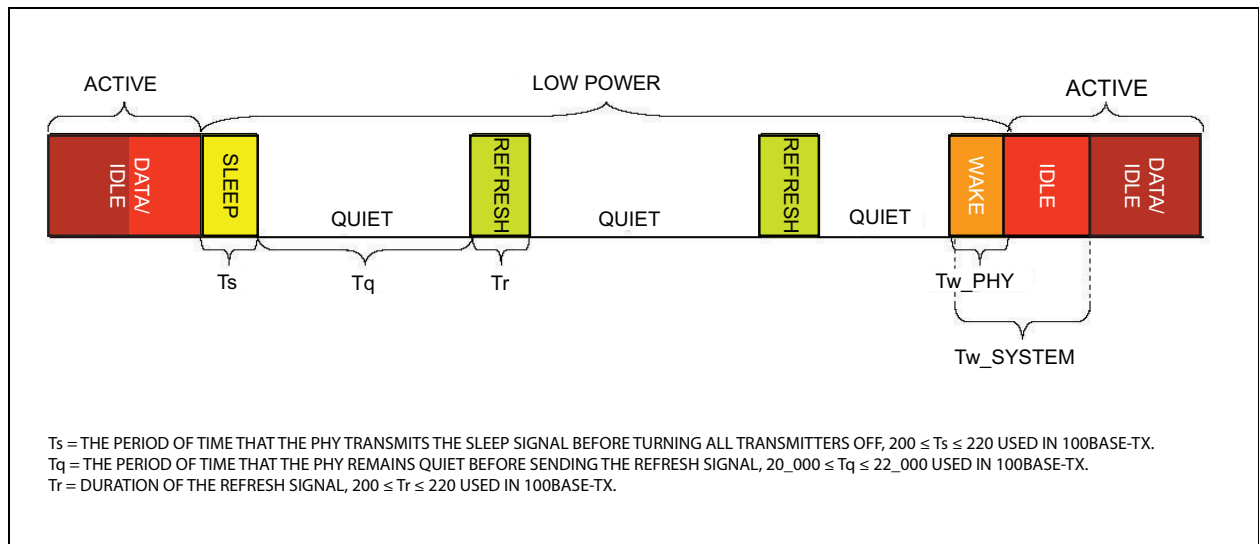 ACTIVE
LOW POWER
ACTIVE
DATA/
IDLE
SLEEP
QUIET
REFRESH
QUIET
REFRESH
QUIET
WAKE
IDLE
DATA/
IDLE
Ts
Tq
Tr
Tw_PHY
Tw_SYSTEM
Ts = THE PERIOD OF TIME THAT THE PHY TRANSMITS THE SLEEP SIGNAL BEFORE TURNING ALL TRANSMITTERS OFF, 200 ≤ Ts ≤ 220 USED IN 100BASE-TX.
Tq = THE PERIOD OF TIME THAT THE PHY REMAINS QUIET BEFORE SENDING THE REFRESH SIGNAL, 20_000 ≤ Tq ≤ 22_000 USED IN 100BASE-TX.
Tr = DURATION OF THE REFRESH SIGNAL, 200 ≤ Tr ≤ 220 USED IN 100BASE-TX.